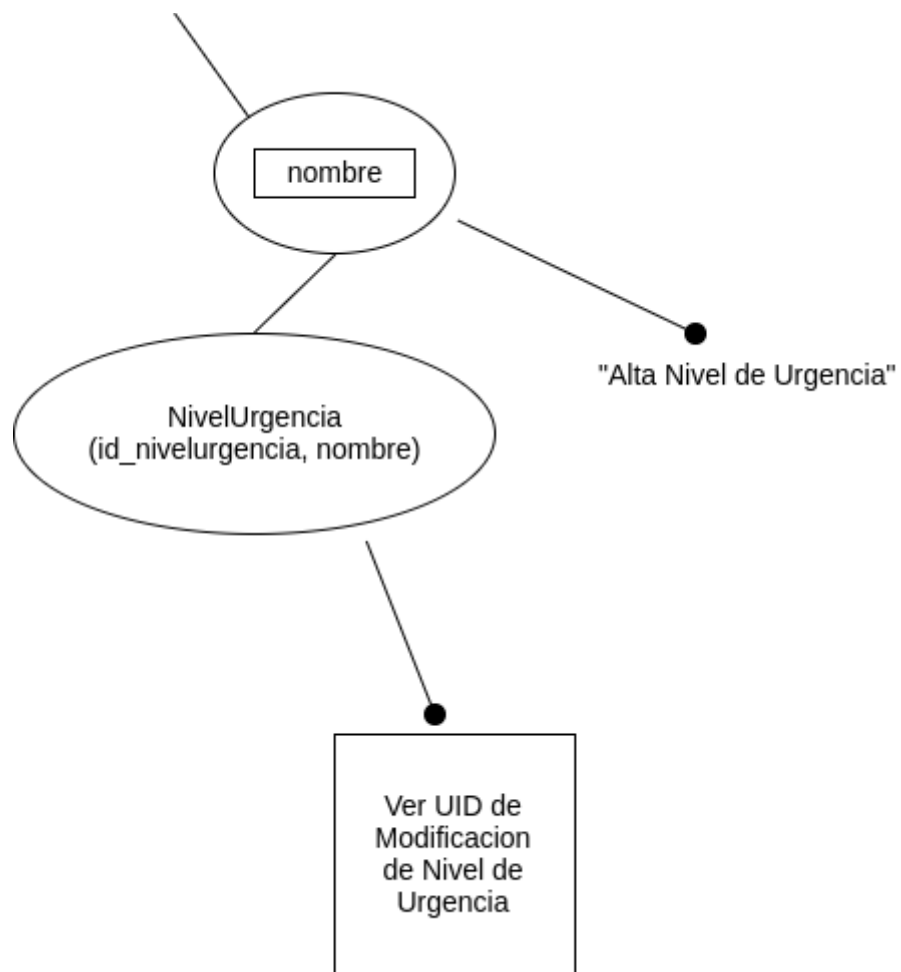 nombre
"Alta Nivel de Urgencia"
NivelUrgencia
(id_nivelurgencia, nombre)
Ver UID de
Modificacion
de Nivel de
Urgencia